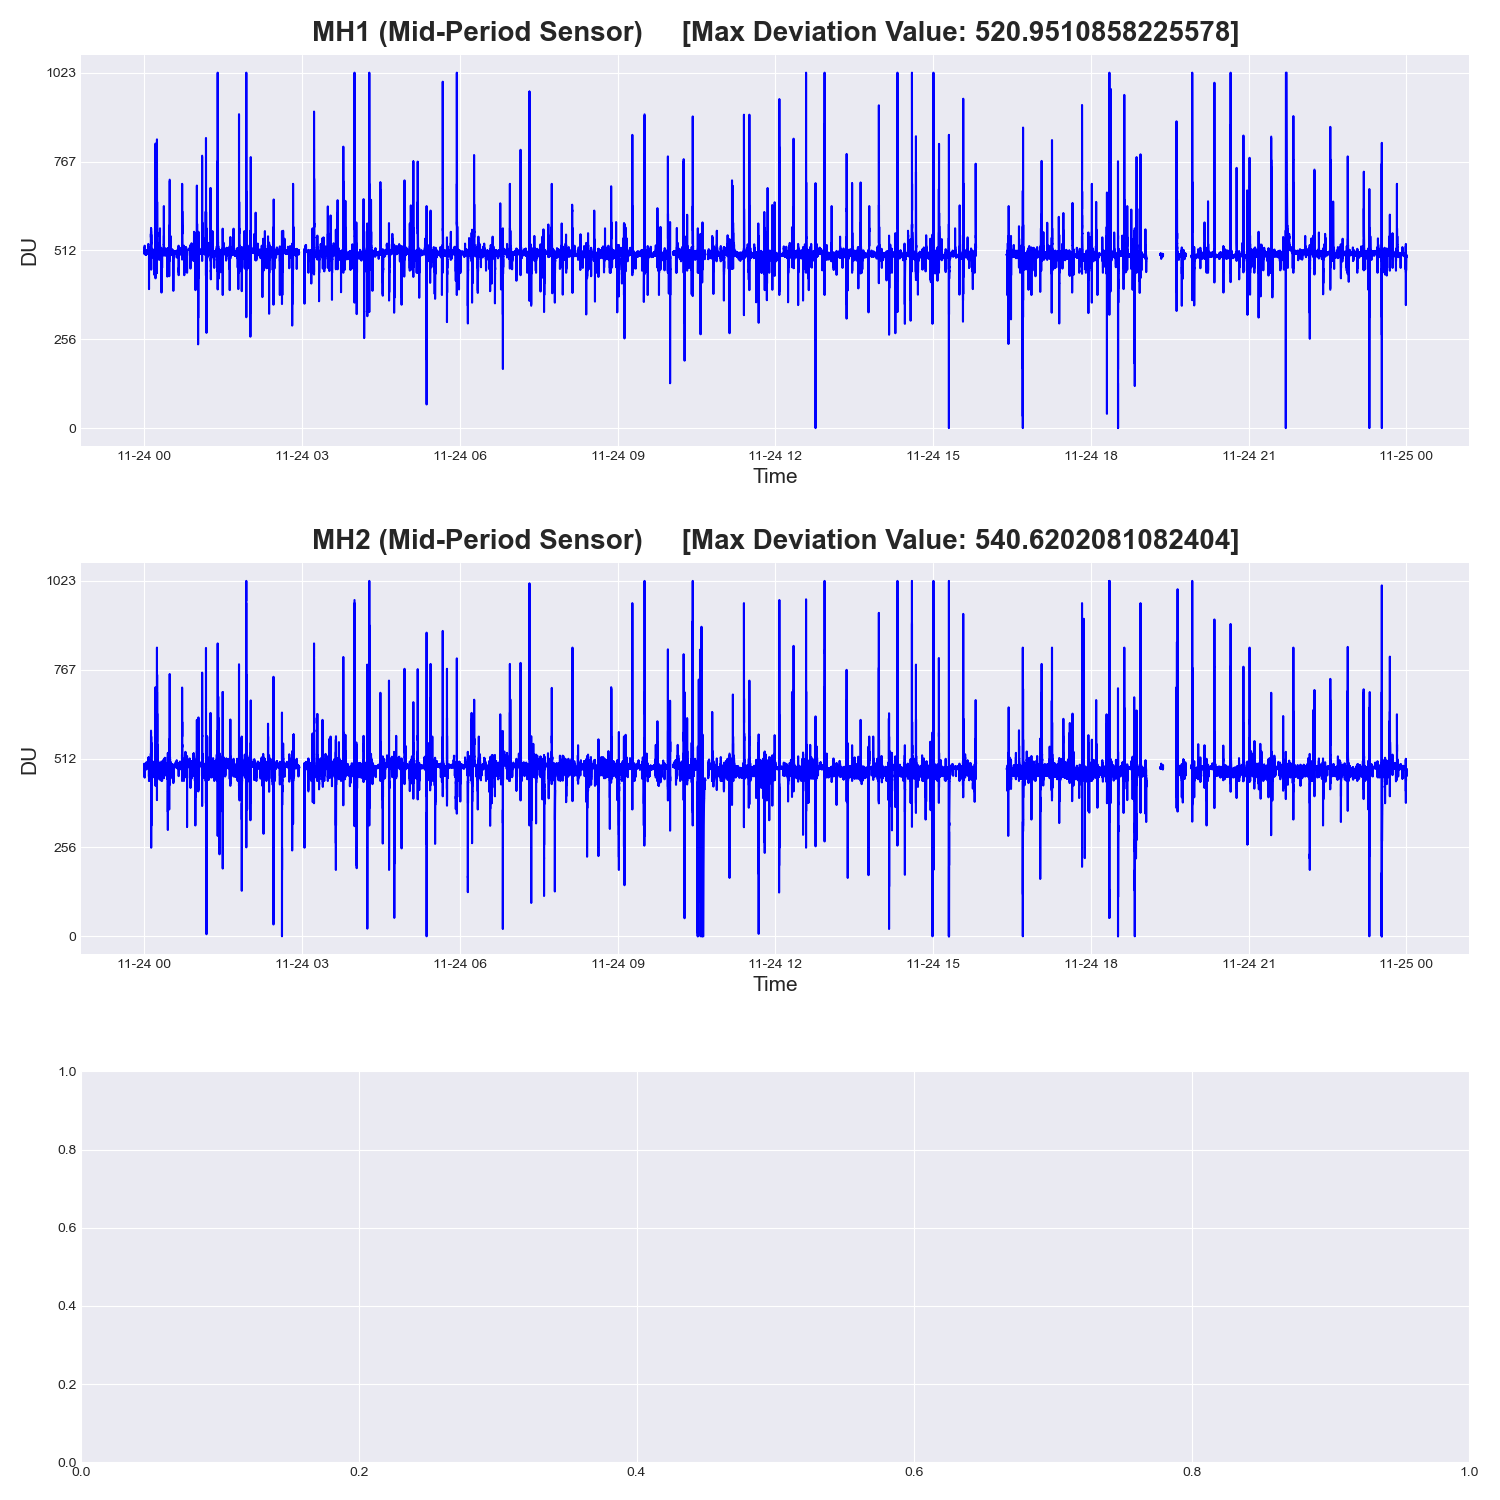 MH1 (Mid-Period Sensor) [Max Deviation Value: 520.9510858225578]
1023
767
512
256
0
DU
11-24 00 11-24 03 11-24 06 11-24 09 11-24 12 11-24 15 11-24 18 11-24 21 11-25 00
Time
MH2 (Mid-Period Sensor) [Max Deviation Value: 540.6202081082404]
1023
767
512
256
0
DU
11-24 00 11-24 03 11-24 06 11-24 09 11-24 12 11-24 15 11-24 18 11-24 21 11-25 00
Time
1.0
0.8
0.6
0.4
0.2
0.0
0.0 0.2 0.4 0.6 0.8 1.0